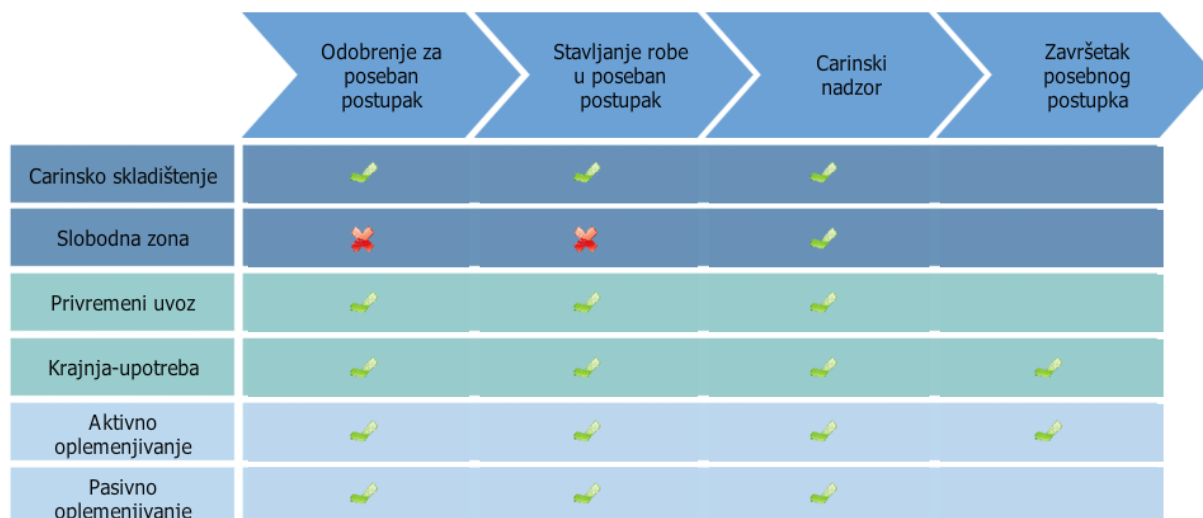 Odobrenje za
poseban
postupak
Stavljanje robe
u poseban
postupak
Carinski
nadzor
Završetak
posebnog
postupka
Carinsko skladištenje
Slobodna zona
Privremeni uvoz
Krajnja-upotreba
Aktivno
oplemenjivanje
Pasivno
oplemenjivanje